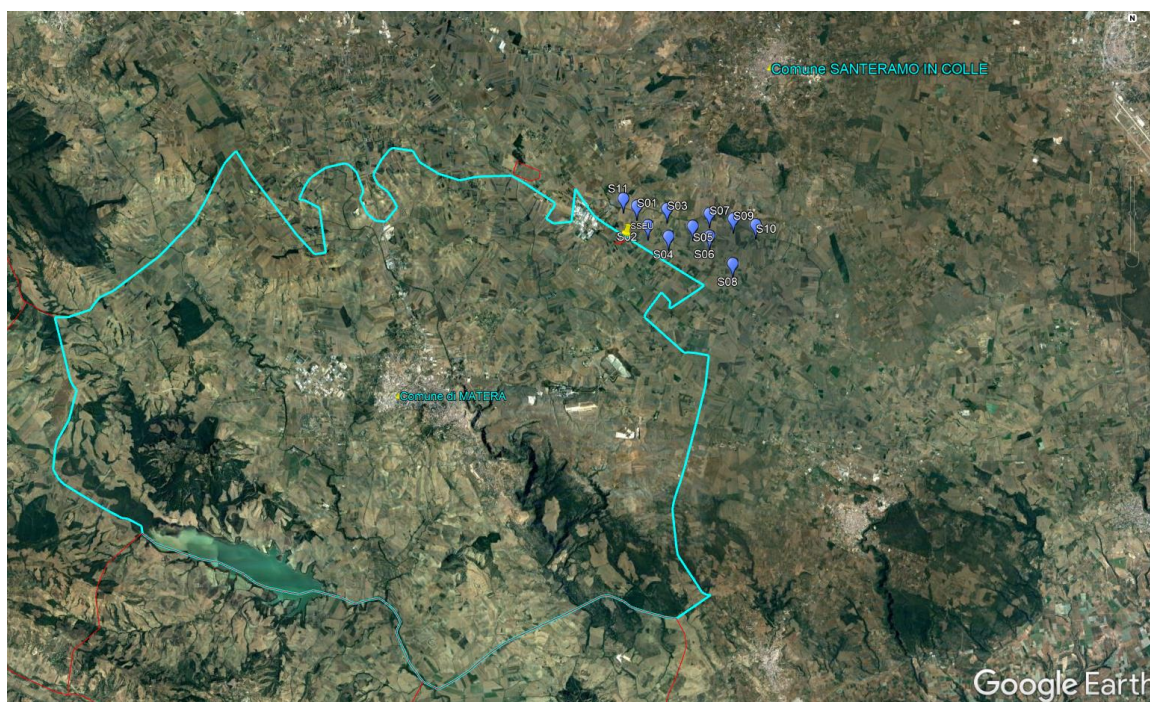 N
Comune SANTERAMO IN COLLE
S11
S01
S03
S07
S09
SSEU
S02
S05
S10
S04
S06
S08
Comune di MATERA
Google Earth